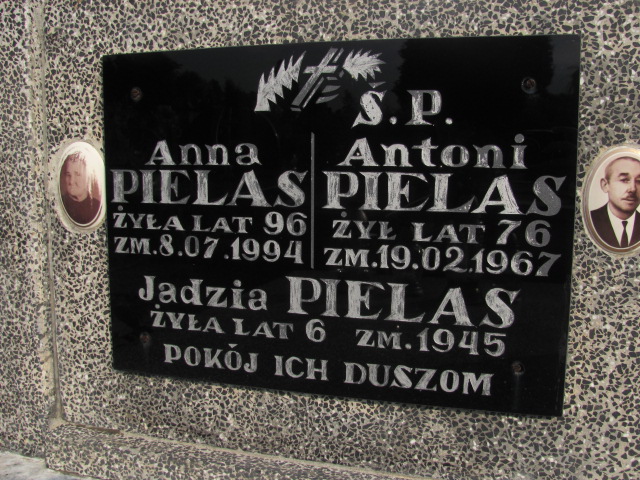 Ś.P.
Anna
PIELAS
ŻYŁA LAT 96
ZM.8.07.1994
Antoni
PIELAS
ŻYŁ LAT 76
ZM.19.02.1967
Jadzia PIELAS
ŻYŁA LAT 6 ZM.1945
POKÓJ ICH DUSZOM